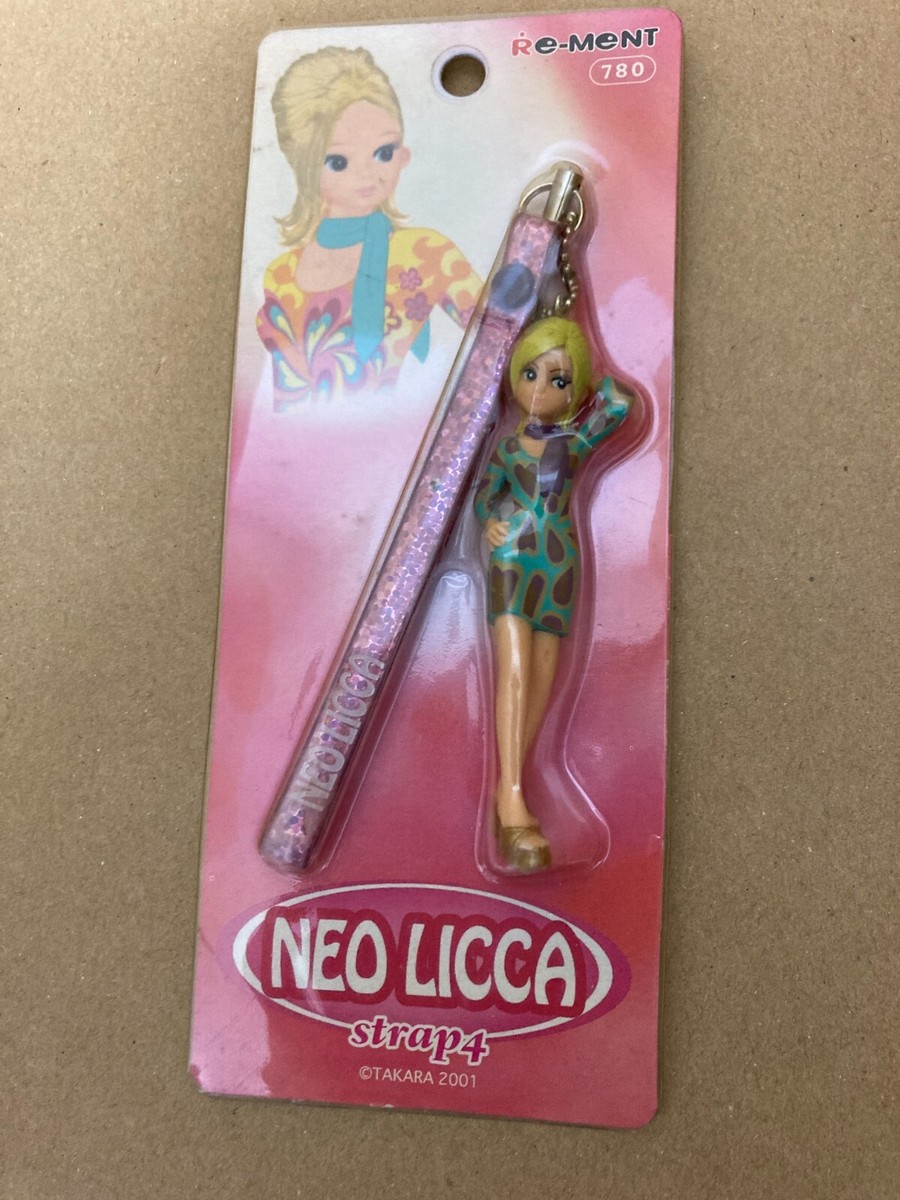 Re-MeNT
780
NEO LICCA
NEO LICCA
strap4
©TAKARA 2001